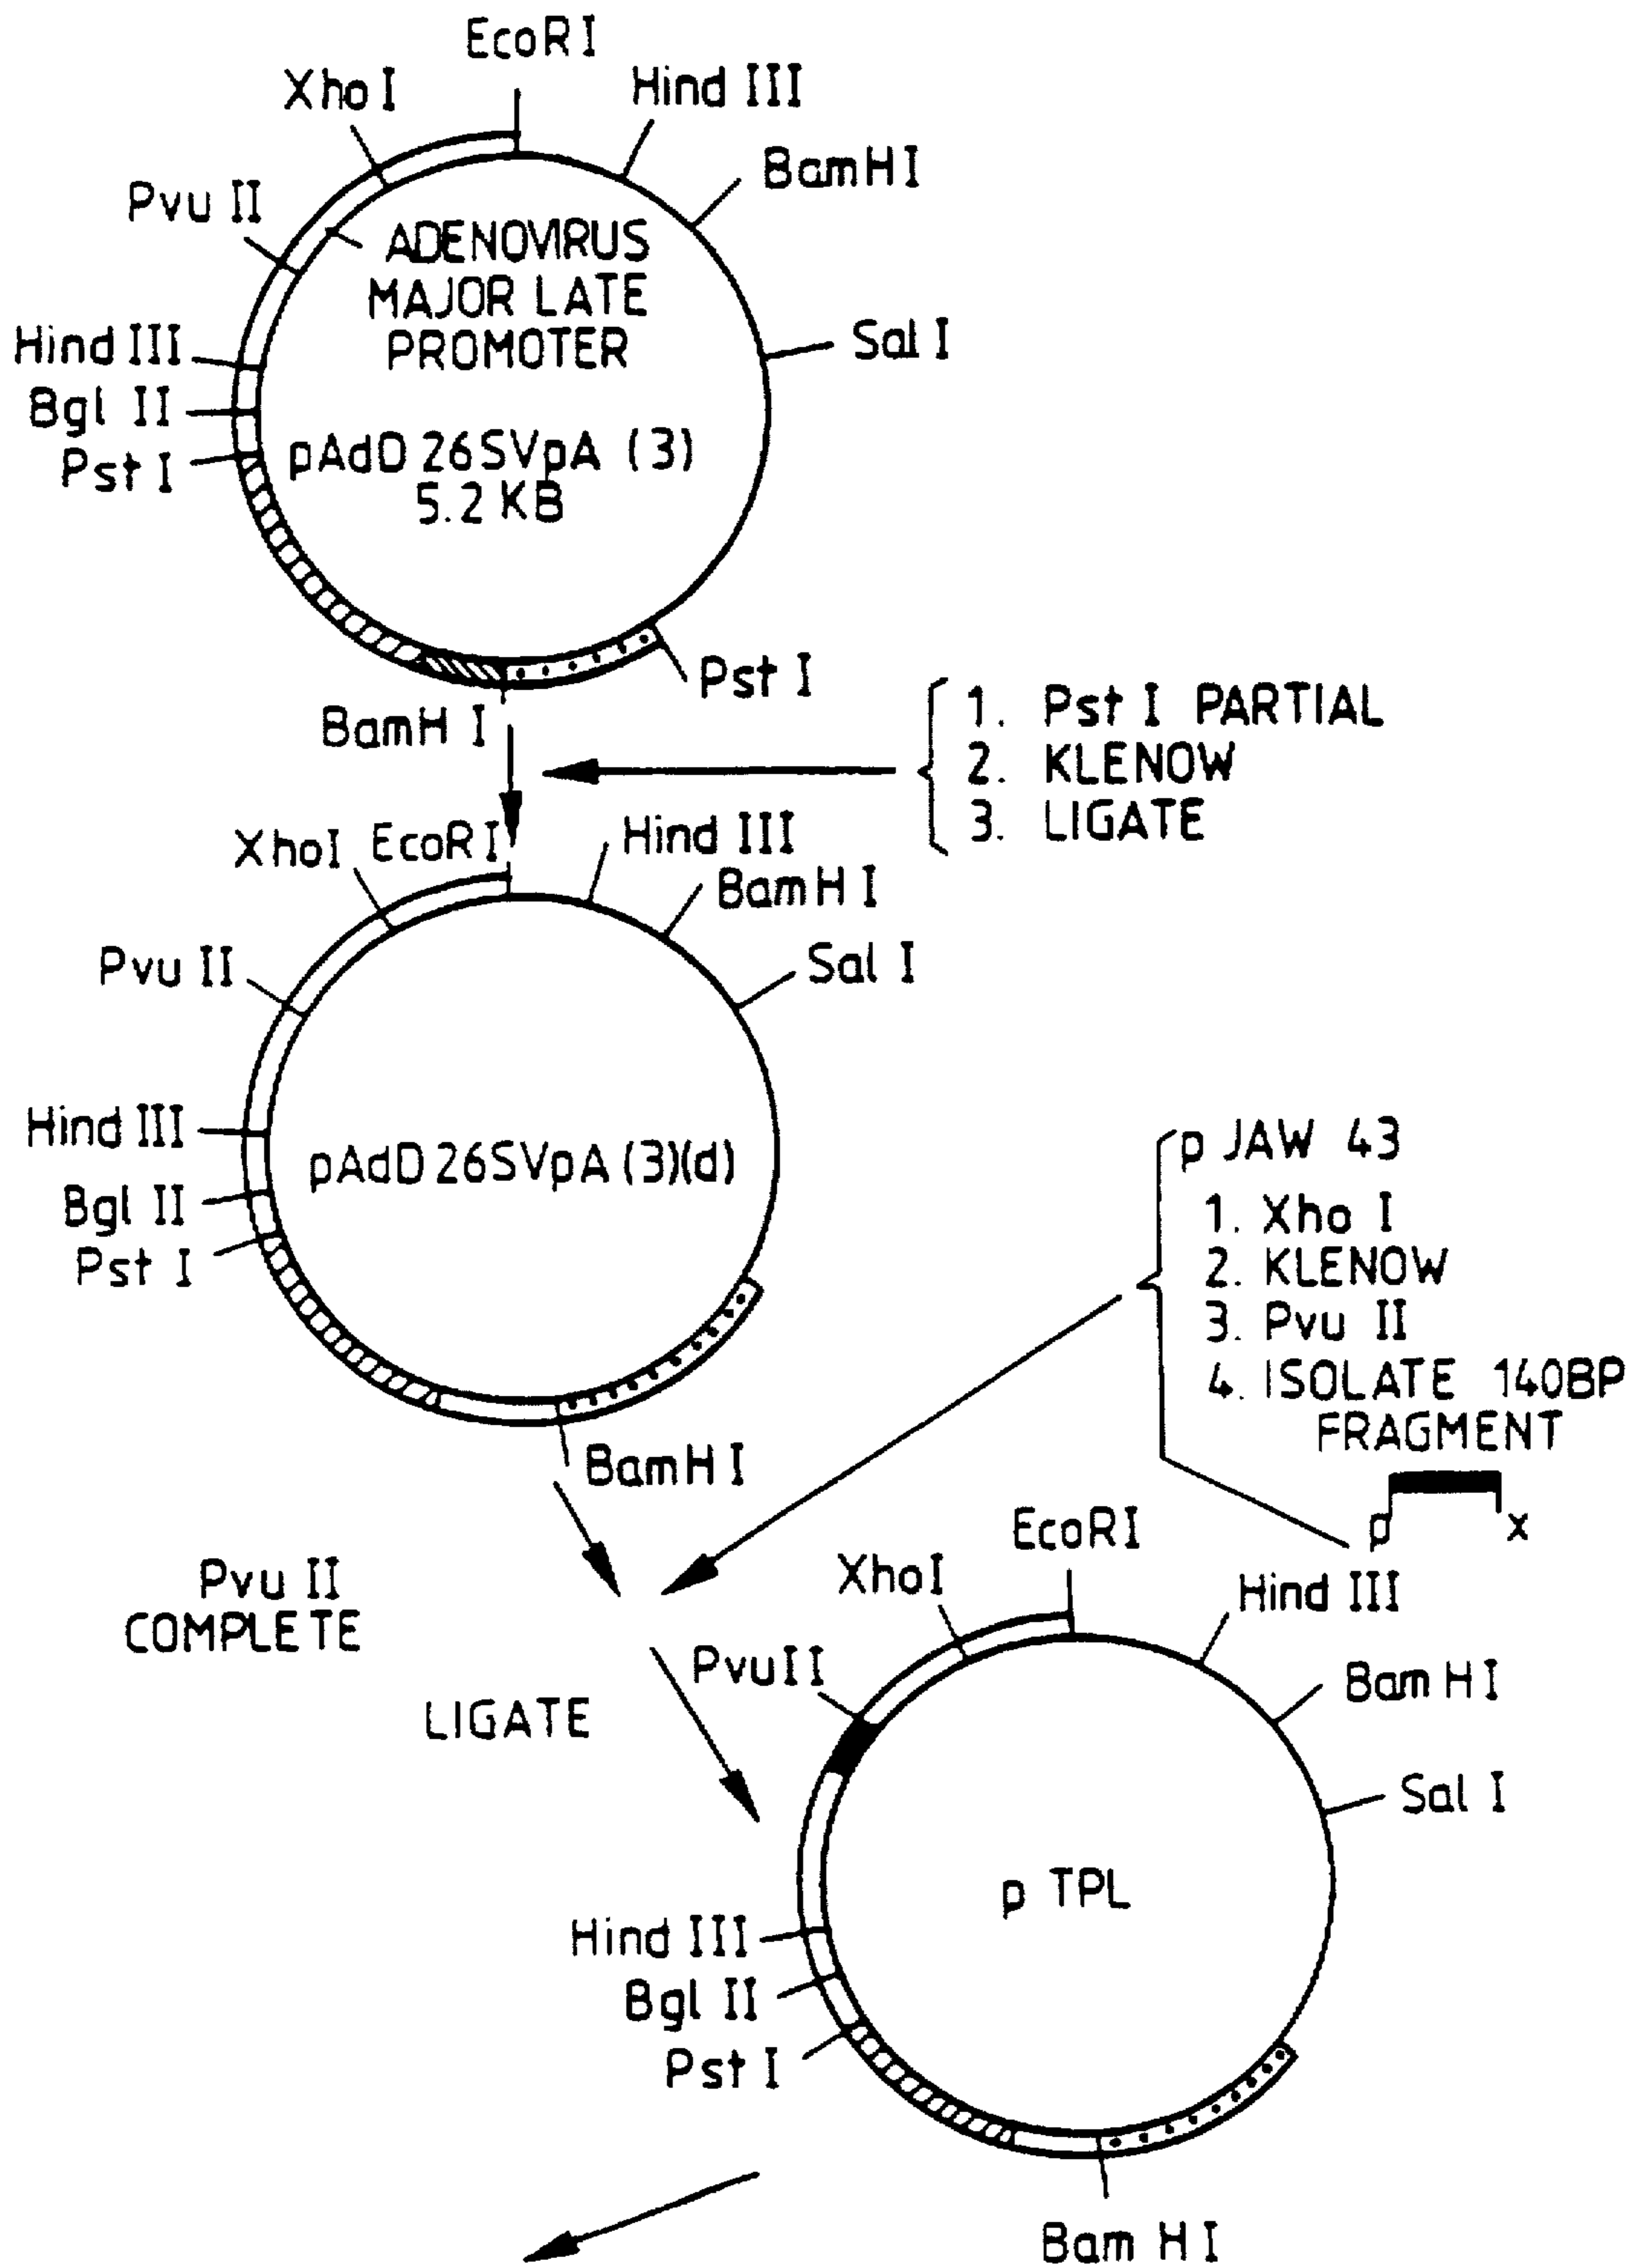 EcoRI
Xho I
Hind III
BamHI
Pvu II
ADENOVIRUS
MAJOR LATE
PROMOTER
Hind III
Sal I
Bgl II
pAdD 26SVpA (3)
Pst I
5.2 KB
Pst I
BamH I
1. Pst I PARTIAL
2. KLENOW
3. LIGATE
XhoI
EcoRI
Hind III
BamH I
Pvu II
Sal I
Hind III
pAdD 26SVpA (3)(d)
Bgl II
Pst I
BamH I
p JAW 43
1. Xho I
2. KLENOW
3. Pvu II
4. ISOLATE 140BP
FRAGMENT
p
x
Pvu II
COMPLETE
LIGATE
EcoRI
XhoI
Hind III
PvuII
Bam HI
Sal I
p TPL
Hind III
Bgl II
Pst I
Bam H I